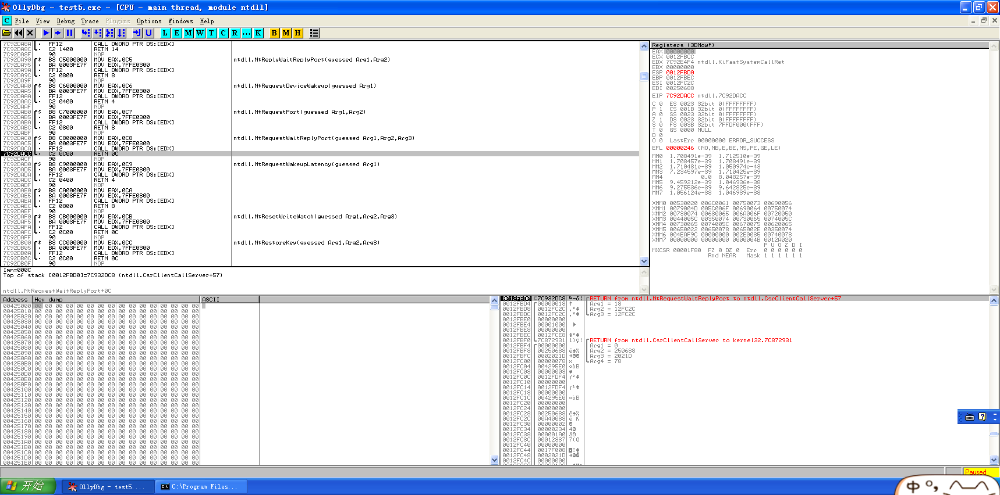 OllyDbg - test5.exe - [CPU - main thread, module ntdll]
C File View Debug Trace Plugins Options Windows Help
L E M W T C R ... K B M H
7C92DA8A FF12 CALL DWORD PTR DS:[EDX]
7C92DA8C C2 1400 RETN 14
7C92DA8F 90 NOP
7C92DA90 $ B8 C5000000 MOV EAX,0C5 ntdll.NtReplyWaitReplyPort(guessed Arg1,Arg2)
7C92DA95 BA 0003FE7F MOV EDX,7FFE0300
7C92DA9A FF12 CALL DWORD PTR DS:[EDX]
7C92DA9C C2 0800 RETN 8
7C92DA9F 90 NOP
7C92DAA0 $ B8 C6000000 MOV EAX,0C6 ntdll.NtRequestDeviceWakeup(guessed Arg1)
7C92DAA5 BA 0003FE7F MOV EDX,7FFE0300
7C92DAAA FF12 CALL DWORD PTR DS:[EDX]
7C92DAAC C2 0400 RETN 4
7C92DAAF 90 NOP
7C92DAB0 $ B8 C7000000 MOV EAX,0C7 ntdll.NtRequestPort(guessed Arg1,Arg2)
7C92DAB5 BA 0003FE7F MOV EDX,7FFE0300
7C92DABA FF12 CALL DWORD PTR DS:[EDX]
7C92DABC C2 0800 RETN 8
7C92DABF 90 NOP
7C92DAC0 $ B8 C8000000 MOV EAX,0C8 ntdll.NtRequestWaitReplyPort(guessed Arg1,Arg2,Arg3)
7C92DAC5 BA 0003FE7F MOV EDX,7FFE0300
7C92DACA FF12 CALL DWORD PTR DS:[EDX]
7C92DACC C2 0C00 RETN 0C
7C92DACF 90 NOP
7C92DAD0 $ B8 C9000000 MOV EAX,0C9 ntdll.NtRequestWakeupLatency(guessed Arg1)
7C92DAD5 BA 0003FE7F MOV EDX,7FFE0300
7C92DADA FF12 CALL DWORD PTR DS:[EDX]
7C92DADC C2 0400 RETN 4
7C92DADF 90 NOP
7C92DAE0 $ B8 CA000000 MOV EAX,0CA
7C92DAE5 BA 0003FE7F MOV EDX,7FFE0300
7C92DAEA FF12 CALL DWORD PTR DS:[EDX]
7C92DAEC C2 0800 RETN 8
7C92DAEF 90 NOP
7C92DAF0 $ B8 CB000000 MOV EAX,0CB ntdll.NtResetWriteWatch(guessed Arg1,Arg2,Arg3)
7C92DAF5 BA 0003FE7F MOV EDX,7FFE0300
7C92DAFA FF12 CALL DWORD PTR DS:[EDX]
7C92DAFC C2 0C00 RETN 0C
7C92DAFF 90 NOP
7C92DB00 $ B8 CC000000 MOV EAX,0CC ntdll.NtRestoreKey(guessed Arg1,Arg2,Arg3)
7C92DB05 BA 0003FE7F MOV EDX,7FFE0300
7C92DB0A FF12 CALL DWORD PTR DS:[EDX]
7C92DB0C C2 0C00 RETN 0C
7C92DB0F 90 NOP
Imm=000C
Top of stack [0012FBD0]=7C932DC8 (ntdll.CsrClientCallServer+57)
ntdll.NtRequestWaitReplyPort+0C
Registers (3DNow!)
EAX 00000000
ECX 0012FBCC
EDX 7C92E4F4 ntdll.KiFastSystemCallRet
EBX 00000000
ESP 0012FBD0
EBP 0012FBEC
ESI 0012FC2C
EDI 00250688
EIP 7C92DACC ntdll.7C92DACC
C 0 ES 0023 32bit 0(FFFFFFFF)
P 1 CS 001B 32bit 0(FFFFFFFF)
A 0 SS 0023 32bit 0(FFFFFFFF)
Z 1 DS 0023 32bit 0(FFFFFFFF)
S 0 FS 003B 32bit 7FFDF000(FFF)
T 0 GS 0000 NULL
D 0
O 0 LastErr 00000000 ERROR_SUCCESS
EFL 00000246 (NO,NB,E,BE,NS,PE,GE,LE)
MM0 1.708491e-39 1.712510e-39
MM1 1.708457e-39 1.708491e-39
MM2 1.710481e-39 1.050974e-43
MM3 7.234597e-39 1.710425e-39
MM4 0.0 8.048257e-39
MM5 9.459212e-39 1.046936e-38
MM6 9.275536e-39 9.642825e-39
MM7 1.056124e-38 1.046939e-38
XMM0 00530020 006C0061 00750073 00690056
XMM1 0079004D 005C006F 00690064 00750074
XMM2 00730074 00630065 006A006F 00720050
XMM3 0044005C 00350074 00730065 0074005C
XMM4 00730065 0074005C 00670075 00620065
XMM5 00650022 00650078 0065002E 00350074
XMM6 004EAF9C 00000000 002E0035 00740073
XMM7 00000000 00000000 0000004B 0012A020
P U O Z D I
MXCSR 00001F80 FZ 0 DZ 0 Err 0 0 0 0 0 0
Rnd NEAR Mask 1 1 1 1 1 1
Address Hex dump ASCII
00425000 00 00 00 00 00 00 00 00 00 00 00 00 00 00 00 00
00425010 00 00 00 00 00 00 00 00 00 00 00 00 00 00 00 00
00425020 00 00 00 00 00 00 00 00 00 00 00 00 00 00 00 00
00425030 00 00 00 00 00 00 00 00 00 00 00 00 00 00 00 00
00425040 00 00 00 00 00 00 00 00 00 00 00 00 00 00 00 00
00425050 00 00 00 00 00 00 00 00 00 00 00 00 00 00 00 00
00425060 00 00 00 00 00 00 00 00 00 00 00 00 00 00 00 00
00425070 00 00 00 00 00 00 00 00 00 00 00 00 00 00 00 00
00425080 00 00 00 00 00 00 00 00 00 00 00 00 00 00 00 00
00425090 00 00 00 00 00 00 00 00 00 00 00 00 00 00 00 00
004250A0 00 00 00 00 00 00 00 00 00 00 00 00 00 00 00 00
004250B0 00 00 00 00 00 00 00 00 00 00 00 00 00 00 00 00
004250C0 00 00 00 00 00 00 00 00 00 00 00 00 00 00 00 00
004250D0 00 00 00 00 00 00 00 00 00 00 00 00 00 00 00 00
004250E0 00 00 00 00 00 00 00 00 00 00 00 00 00 00 00 00
004250F0 00 00 00 00 00 00 00 00 00 00 00 00 00 00 00 00
00425100 00 00 00 00 00 00 00 00 00 00 00 00 00 00 00 00
00425110 00 00 00 00 00 00 00 00 00 00 00 00 00 00 00 00
00425120 00 00 00 00 00 00 00 00 00 00 00 00 00 00 00 00
00425130 00 00 00 00 00 00 00 00 00 00 00 00 00 00 00 00
00425140 00 00 00 00 00 00 00 00 00 00 00 00 00 00 00 00
00425150 00 00 00 00 00 00 00 00 00 00 00 00 00 00 00 00
00425160 00 00 00 00 00 00 00 00 00 00 00 00 00 00 00 00
00425170 00 00 00 00 00 00 00 00 00 00 00 00 00 00 00 00
00425180 00 00 00 00 00 00 00 00 00 00 00 00 00 00 00 00
00425190 00 00 00 00 00 00 00 00 00 00 00 00 00 00 00 00
004251A0 00 00 00 00 00 00 00 00 00 00 00 00 00 00 00 00
004251B0 00 00 00 00 00 00 00 00 00 00 00 00 00 00 00 00
004251C0 00 00 00 00 00 00 00 00 00 00 00 00 00 00 00 00
004251D0 00 00 00 00 00 00 00 00 00 00 00 00 00 00 00 00
004251E0 00 00 00 00 00 00 00 00 00 00 00 00 00 00 00 00
0012FBD0 7C932DC8 RETURN from ntdll.NtRequestWaitReplyPort to ntdll.CsrClientCallServer+57
0012FBD4 00000018 Arg1 = 18
0012FBD8 0012FC2C Arg2 = 12FC2C
0012FBDC 0012FC2C Arg3 = 12FC2C
0012FBE0 00000000
0012FBE4 00001000
0012FBE8 00000000
0012FBEC 0012FCE8
0012FBF0 7C872931 RETURN from ntdll.CsrClientCallServer to kernel32.7C872931
0012FBF4 00000000 Arg1 = 0
0012FBF8 00250688 Arg2 = 250688
0012FBFC 0002021D Arg3 = 2021D
0012FC00 00000078 x Arg4 = 78
0012FC04 004295E0
0012FC08 00000003
0012FC0C 0012FDF4
0012FC10 00000000
0012FC14 0012FDF4
0012FC18 00000000
0012FC1C 004295E0
0012FC20 00000000
0012FC24 00000000
0012FC28 00250688
0012FC2C 00A40088
0012FC30 00000002
0012FC34 00000234
0012FC38 000001A0
0012FC3C 00012837
0012FC40 00000000
0012FC44 0017F008
0012FC48 0002021D
0012FC4C 00000000
Paused
开始 OllyDbg - test5.... C:\Program Files...
中